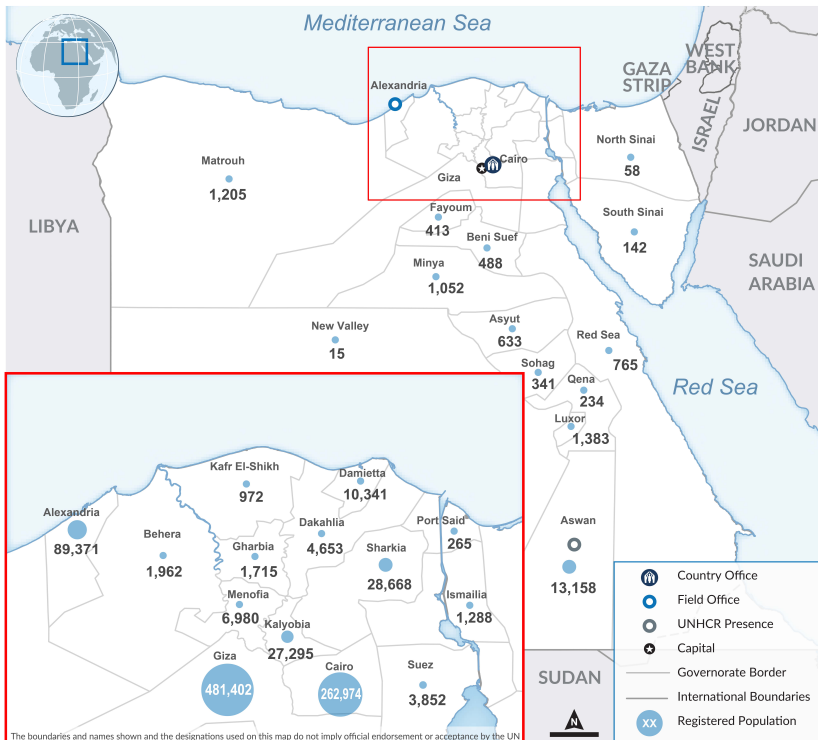 Mediterranean Sea
WEST
BANK
GAZA
STRIP
ISRAEL
JORDAN
Alexandria
Cairo
Giza
Matrouh
1,205
North Sinai
58
South Sinai
142
LIBYA
SAUDI
ARABIA
Fayoum
413
Beni Suef
488
Minya
1,052
New Valley
15
Asyut
633
Red Sea
765
Sohag
341
Qena
234
Luxor
1,383
Red Sea
Kafr El-Shikh
972
Damietta
10,341
Alexandria
89,371
Behera
1,962
Dakahlia
4,653
Port Said
265
Gharbia
1,715
Sharkia
28,668
Menofia
6,980
Ismailia
1,288
Kalyobia
27,295
Giza
481,402
Cairo
262,974
Suez
3,852
Aswan
13,158
SUDAN
N
Country Office
Field Office
UNHCR Presence
Capital
Governorate Border
International Boundaries
XX Registered Population
The boundaries and names shown and the designations used on this map do not imply official endorsement or acceptance by the UN